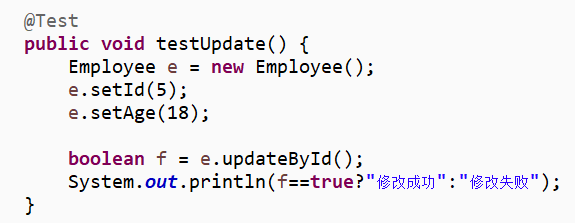 @Test
public void testUpdate() {
    Employee e = new Employee();
    e.setId(5);
    e.setAge(18);

    boolean f = e.updateById();
    System.out.println(f==true?"修改成功":"修改失败");
}